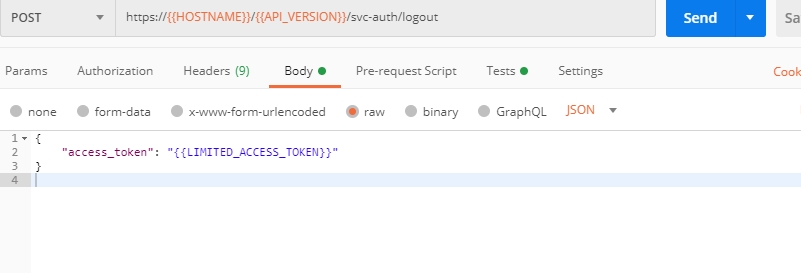 POST https://{{HOSTNAME}}/{{API_VERSION}}/svc-auth/logout Send Sa
Params Authorization Headers (9) Body Pre-request Script Tests Settings Cook
none form-data x-www-form-urlencoded raw binary GraphQL JSON
1 {
2 "access_token": "{{LIMITED_ACCESS_TOKEN}}"
3 }
4